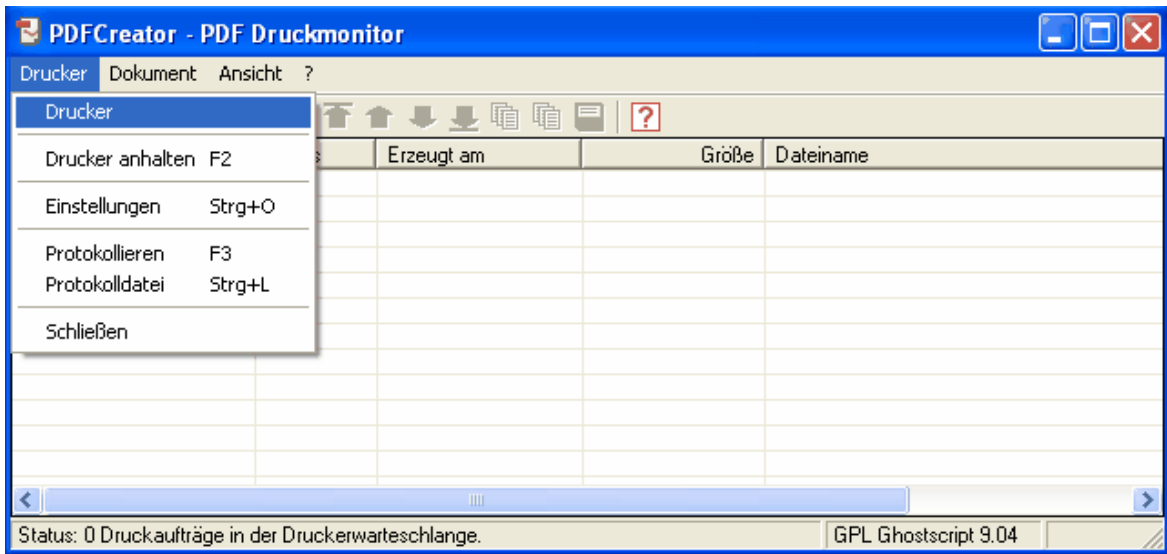 PDFCreator - PDF Druckmonitor
Drucker Dokument Ansicht ?
Drucker
Drucker anhalten F2
Einstellungen Strg+O
Protokollieren F3
Protokolldatei Strg+L
Schließen
Erzeugt am Größe Dateiname
Status: 0 Druckaufträge in der Druckerwarteschlange. GPL Ghostscript 9.04